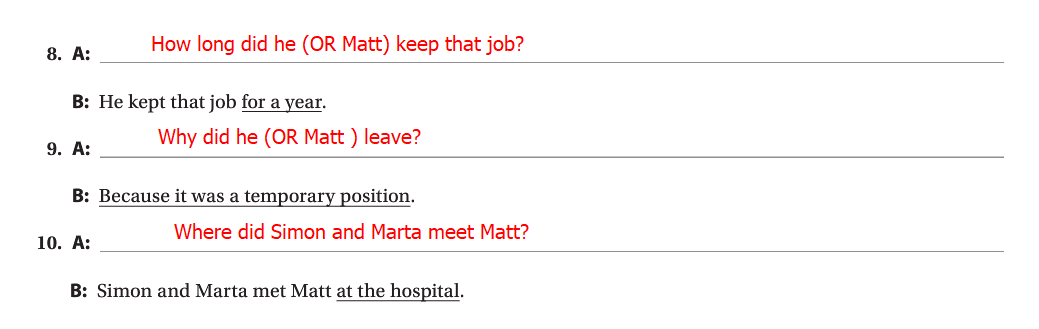 8. A: How long did he (OR Matt) keep that job?
B: He kept that job for a year.
9. A: Why did he (OR Matt ) leave?
B: Because it was a temporary position.
10. A: Where did Simon and Marta meet Matt?
B: Simon and Marta met Matt at the hospital.